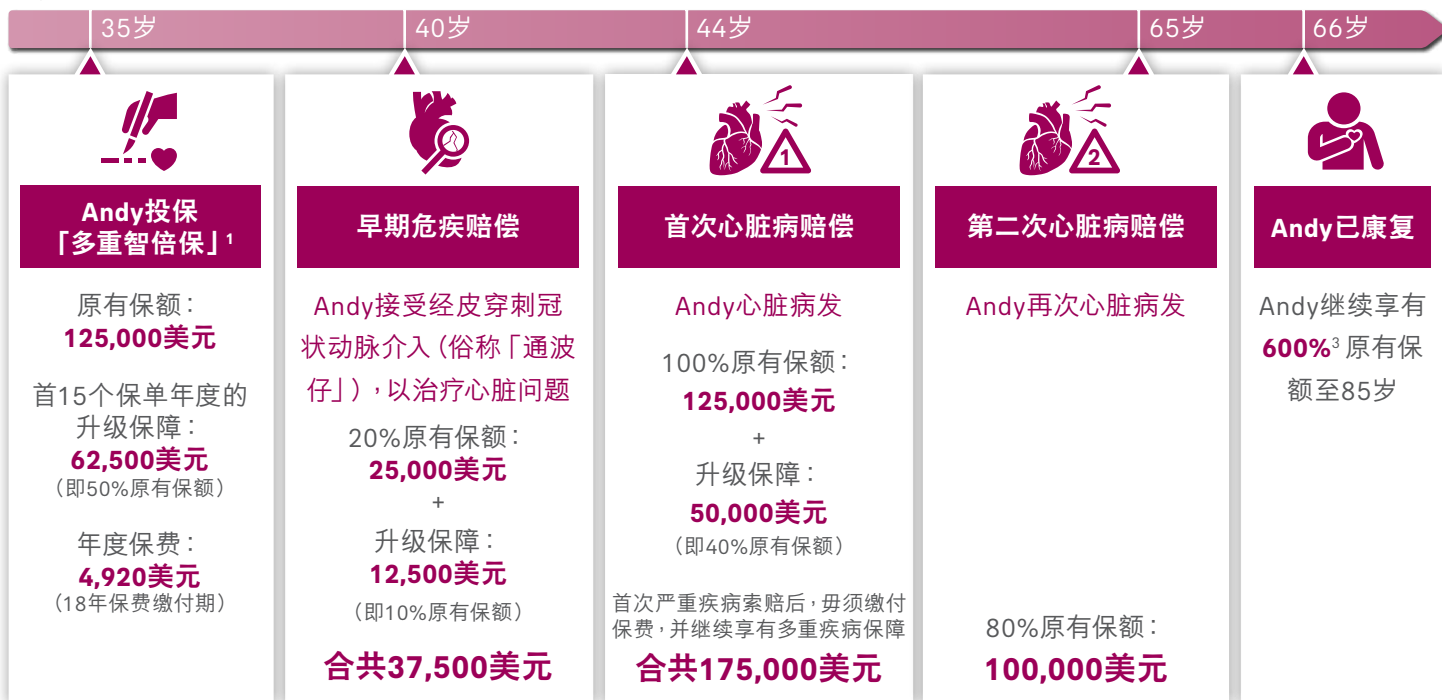 35岁
40岁
44岁
65岁
66岁
Andy投保
「多重智倍保」1
原有保额：
125,000美元
首15个保单年度的
升级保障：
62,500美元
（即50%原有保额）
年度保费：
4,920美元
（18年保费缴付期）
早期危疾赔偿
Andy接受经皮穿刺冠
状动脉介入（俗称「通波
仔」），以治疗心脏问题
20%原有保额：
25,000美元
+
升级保障：
12,500美元
（即10%原有保额）
合共37,500美元
1
首次心脏病赔偿
Andy心脏病发
100%原有保额：
125,000美元
+
升级保障：
50,000美元
（即40%原有保额）
首次严重疾病索赔后，毋须缴付
保费，并继续享有多重疾病保障
合共175,000美元
2
第二次心脏病赔偿
Andy再次心脏病发
80%原有保额：
100,000美元
Andy已康复
Andy继续享有
600%3 原有保
额至85岁